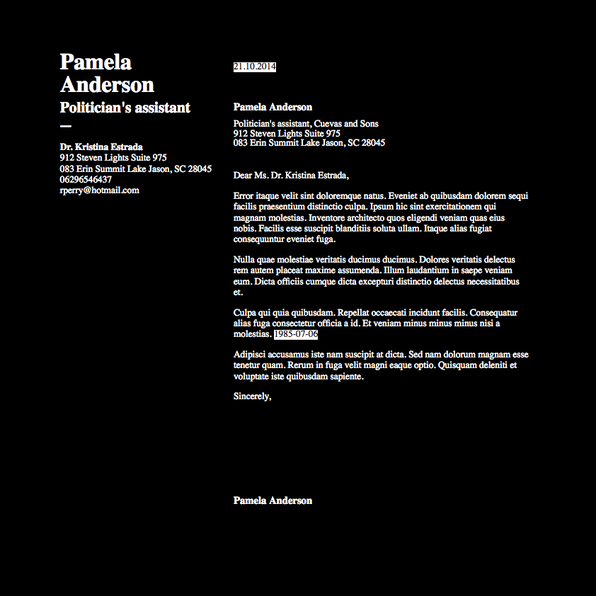 Pamela
Anderson
Politician's assistant
Dr. Kristina Estrada
912 Steven Lights Suite 975
083 Erin Summit Lake Jason, SC 28045
06296546437
rperry@hotmail.com
21.10.2014
Pamela Anderson
Politician's assistant, Cuevas and Sons
912 Steven Lights Suite 975
083 Erin Summit Lake Jason, SC 28045
Dear Ms. Dr. Kristina Estrada,
Error itaque velit sint doloremque natus. Eveniet ab quibusdam dolorem sequi
facilis praesentium distinctio culpa. Ipsum hic sint exercitationem qui
magnam molestias. Inventore architecto quos eligendi veniam quas eius
nobis. Facilis esse suscipit blanditiis soluta ullam. Itaque alias fugiat
consequuntur eveniet fuga.
Nulla quae molestiae veritatis ducimus ducimus. Dolores veritatis delectus
rem autem placeat maxime assumenda. Illum laudantium in saepe veniam
eum. Dicta officiis cumque dicta excepturi distinctio delectus necessitatibus
et.
Culpa qui quia quibusdam. Repellat occaecati incidunt facilis. Consequatur
alias fuga consectetur officia a id. Et veniam minus minus minus nisi a
molestias. 1985-07-06
Adipisci accusamus iste nam suscipit at dicta. Sed nam dolorum magnam esse
tenetur quam. Rerum in fuga velit magni eaque optio. Quisquam deleniti et
voluptate iste quibusdam sapiente.
Sincerely,
Pamela Anderson